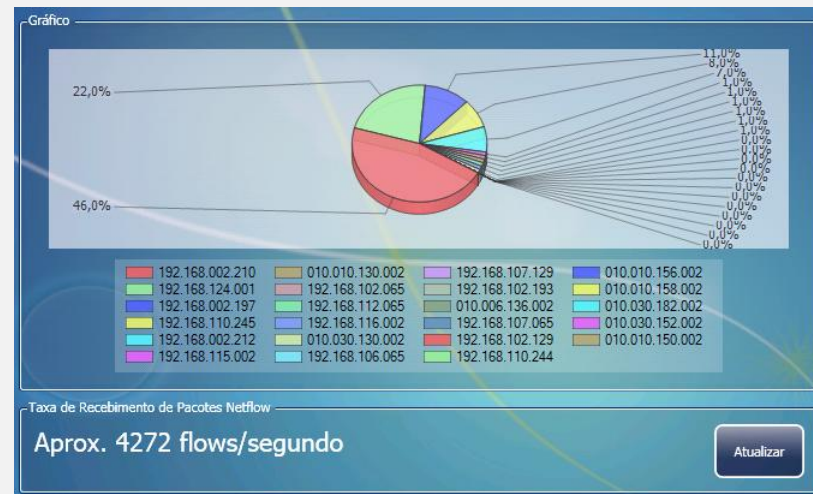 Gráfico
22,0%
46,0%
11,0%
8,0%
7,0%
1,0%
1,0%
1,0%
1,0%
1,0%
1,0%
0,0%
0,0%
0,0%
0,0%
0,0%
0,0%
0,0%
0,0%
0,0%
0,0%
0,0%
192.168.002.210 010.010.130.002 192.168.107.129 010.010.156.002
192.168.124.001 192.168.102.065 192.168.102.193 010.010.158.002
192.168.002.197 192.168.112.065 010.006.136.002 010.030.182.002
192.168.110.245 192.168.116.002 192.168.107.065 010.030.152.002
192.168.002.212 010.030.130.002 192.168.102.129 010.010.150.002
192.168.115.002 192.168.106.065 192.168.110.244
Taxa de Recebimento de Pacotes Netflow
Aprox. 4272 flows/segundo
Atualizar